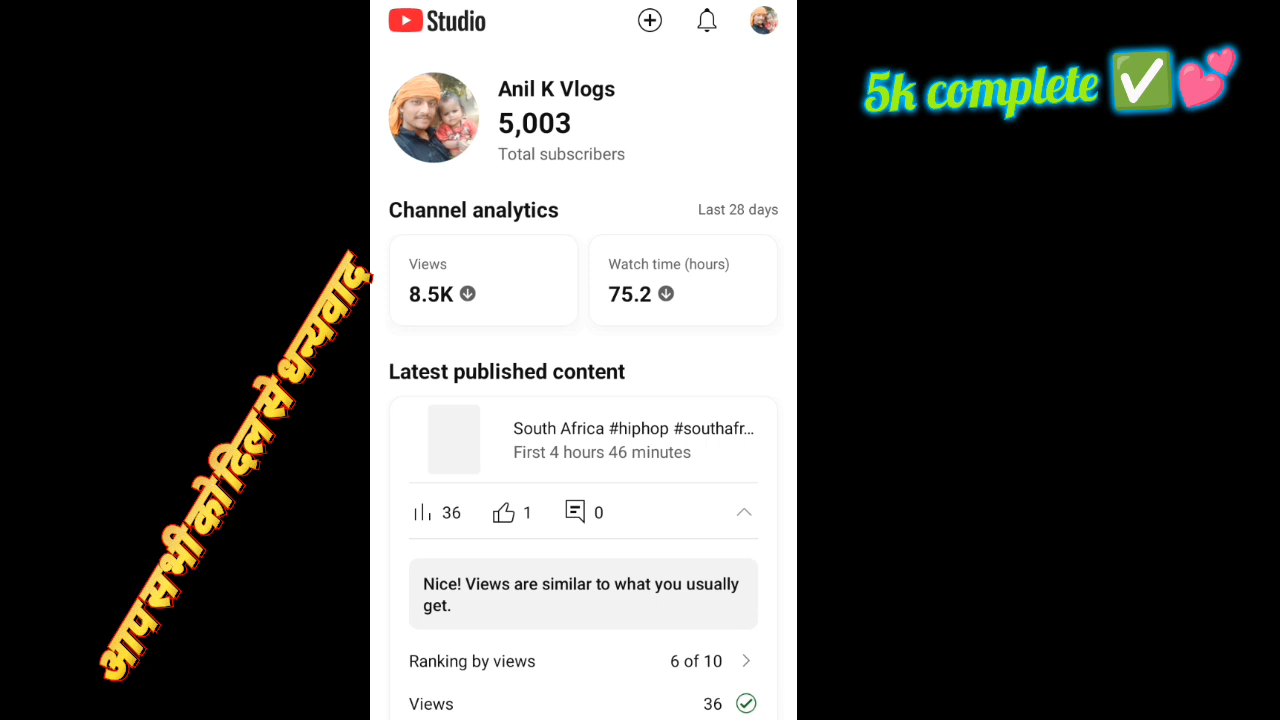 Studio
5k complete ✅💕
Anil K Vlogs
5,003
Total subscribers
Channel analytics
Last 28 days
Views
Watch time (hours)
8.5K
75.2
आप सभी को दिल से धन्यवाद
Latest published content
South Africa #hiphop #southafr...
First 4 hours 46 minutes
36
1
0
Nice! Views are similar to what you usually
get.
Ranking by views
6 of 10
Views
36